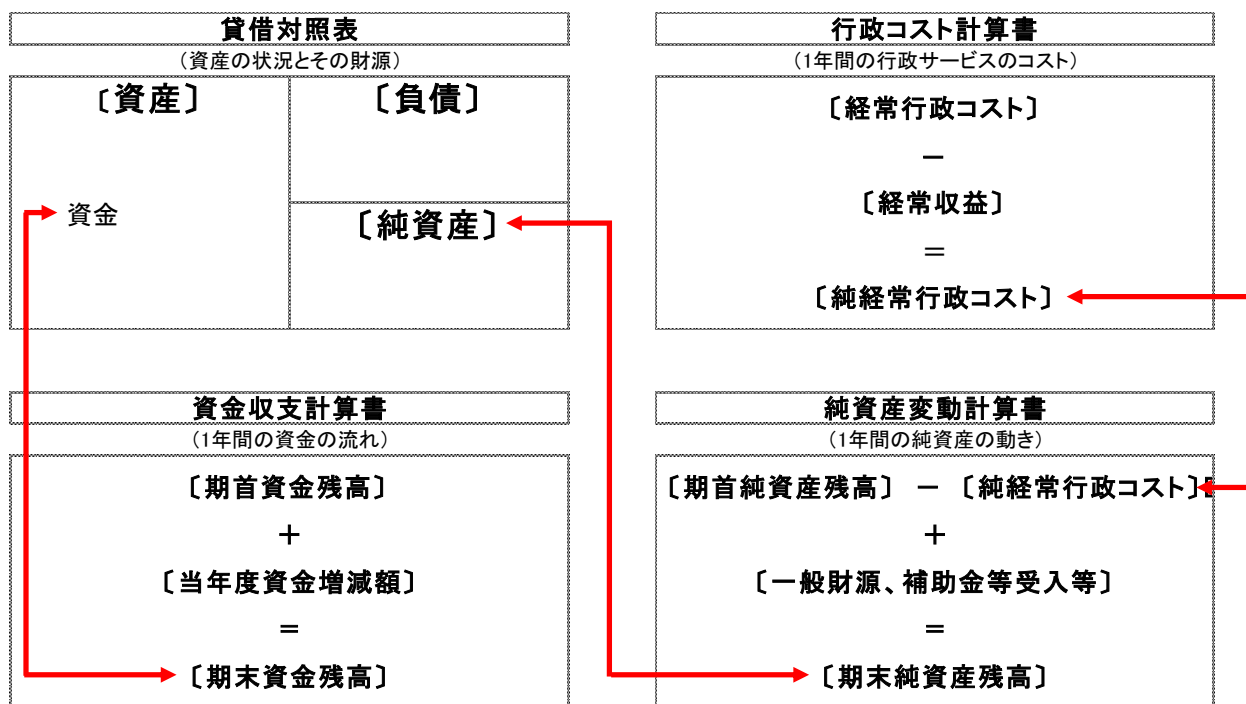 貸借対照表
（資産の状況とその財源）
〔資産〕
〔負債〕
資金
〔純資産〕
行政コスト計算書
（1年間の行政サービスのコスト）
〔経常行政コスト〕
－
〔経常収益〕
＝
〔純経常行政コスト〕
資金収支計算書
（1年間の資金の流れ）
〔期首資金残高〕
＋
〔当年度資金増減額〕
＝
〔期末資金残高〕
純資産変動計算書
（1年間の純資産の動き）
〔期首純資産残高〕 － 〔純経常行政コスト〕
＋
〔一般財源、補助金等受入等〕
＝
〔期末純資産残高〕